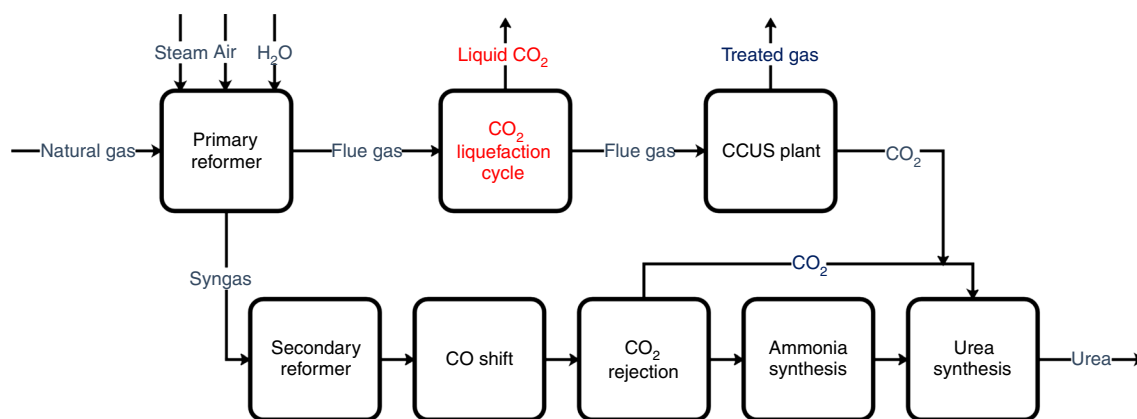 Steam Air H₂O
Liquid CO₂
Treated gas
Natural gas
Primary
reformer
Flue gas
CO₂
liquefaction
cycle
Flue gas
CCUS plant
CO₂
Syngas
CO₂
Secondary
reformer
CO shift
CO₂
rejection
Ammonia
synthesis
Urea
synthesis
Urea